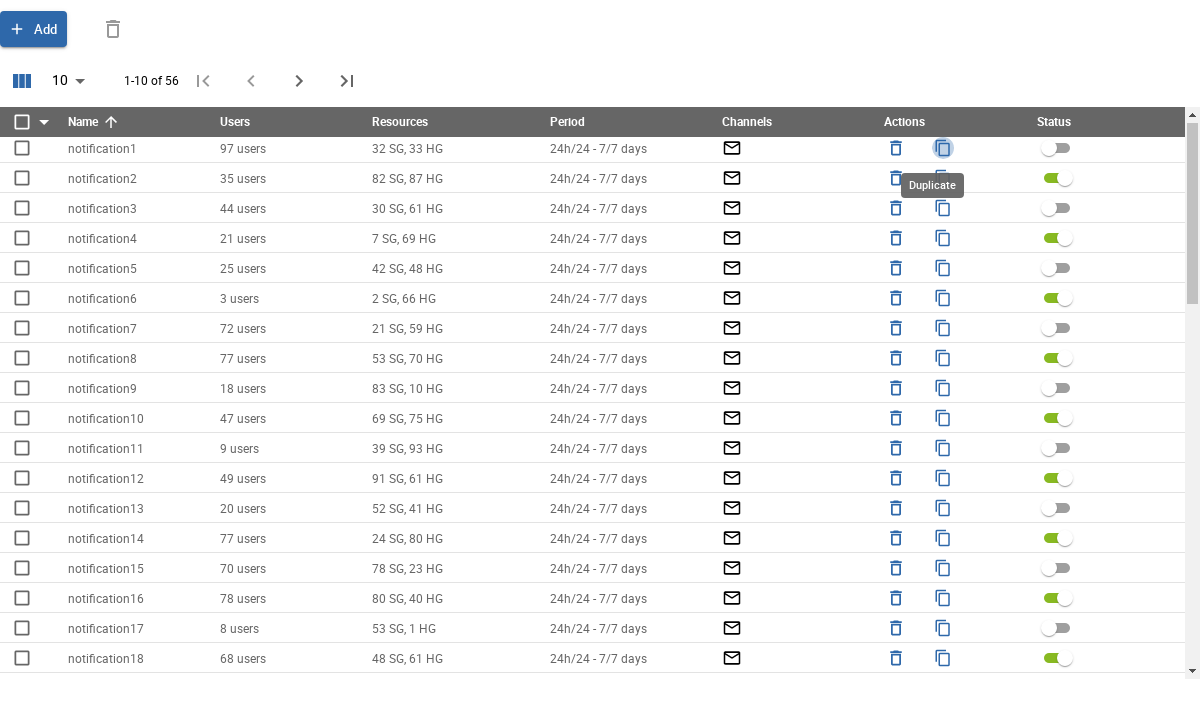 Add
10 1-10 of 56
Name Users Resources Period Channels Actions Status
notification1 97 users 32 SG, 33 HG 24h/24 - 7/7 days
notification2 35 users 82 SG, 87 HG 24h/24 - 7/7 days
Duplicate
notification3 44 users 30 SG, 61 HG 24h/24 - 7/7 days
notification4 21 users 7 SG, 69 HG 24h/24 - 7/7 days
notification5 25 users 42 SG, 48 HG 24h/24 - 7/7 days
notification6 3 users 2 SG, 66 HG 24h/24 - 7/7 days
notification7 72 users 21 SG, 59 HG 24h/24 - 7/7 days
notification8 77 users 53 SG, 70 HG 24h/24 - 7/7 days
notification9 18 users 83 SG, 10 HG 24h/24 - 7/7 days
notification10 47 users 69 SG, 75 HG 24h/24 - 7/7 days
notification11 9 users 39 SG, 93 HG 24h/24 - 7/7 days
notification12 49 users 91 SG, 61 HG 24h/24 - 7/7 days
notification13 20 users 52 SG, 41 HG 24h/24 - 7/7 days
notification14 77 users 24 SG, 80 HG 24h/24 - 7/7 days
notification15 70 users 78 SG, 23 HG 24h/24 - 7/7 days
notification16 78 users 80 SG, 40 HG 24h/24 - 7/7 days
notification17 8 users 53 SG, 1 HG 24h/24 - 7/7 days
notification18 68 users 48 SG, 61 HG 24h/24 - 7/7 days